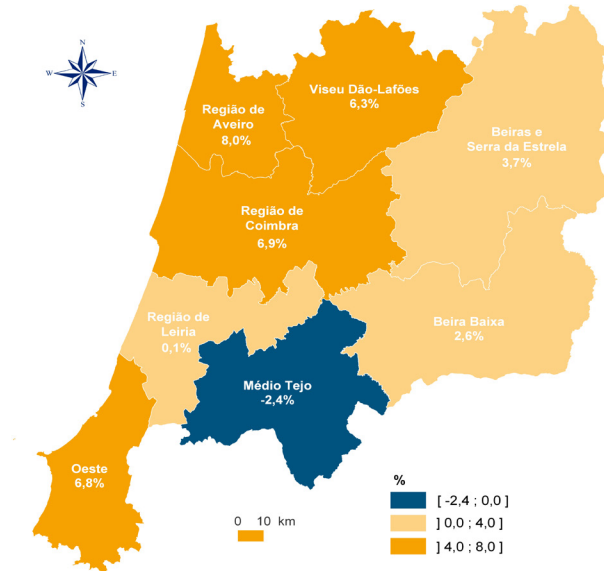 N
W
E
S
Viseu Dão-Lafões
6,3%
Região de
Aveiro
8,0%
Beiras e
Serra da Estrela
3,7%
Região de
Coimbra
6,9%
Região de
Leiria
0,1%
Beira Baixa
2,6%
Médio Tejo
-2,4%
Oeste
6,8%
0 10 km
%
[ -2,4 ; 0,0 ]
] 0,0 ; 4,0 ]
] 4,0 ; 8,0 ]